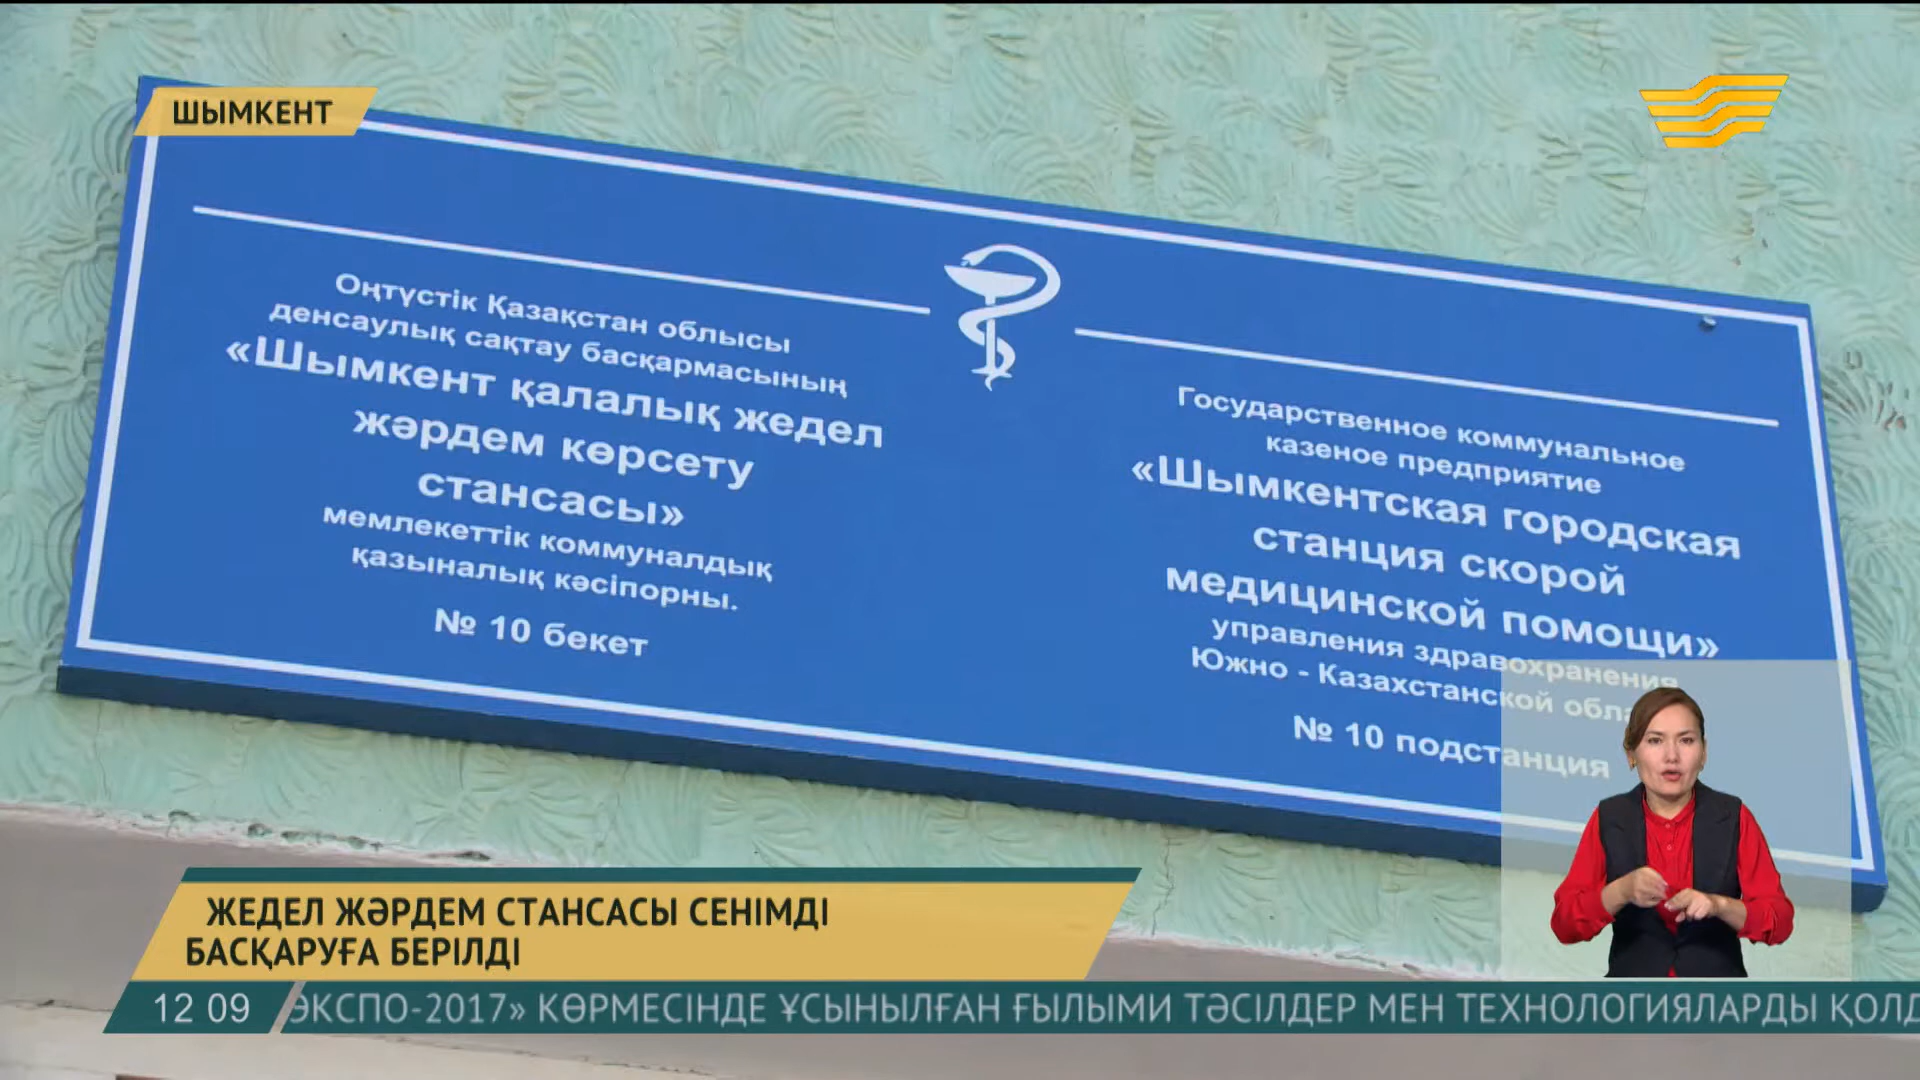 ШЫМКЕНТ
Оңтүстік Қазақстан облысы
денсаулық сақтау басқармасының
«Шымкент қалалық жедел
жәрдем көрсету
стансасы»
мемлекеттік коммуналдық
қазыналық кәсіпорны.
№ 10 бекет
Государственное коммунальное
казеное предприятие
«Шымкентская городская
станция скорой
медицинской помощи»
управления здравохранения
Южно - Казахстанской
№ 10 подстанция
ЖЕДЕЛ ЖӘРДЕМ СТАНСАСЫ СЕНІМДІ
БАСҚАРУҒА БЕРІЛДІ
12 09
ЭКСПО-2017» КӨРМЕСІНДЕ ҰСЫНЫЛҒАН ҒЫЛЫМИ ТӘСІЛДЕР МЕН ТЕХНОЛОГИЯЛАРДЫ